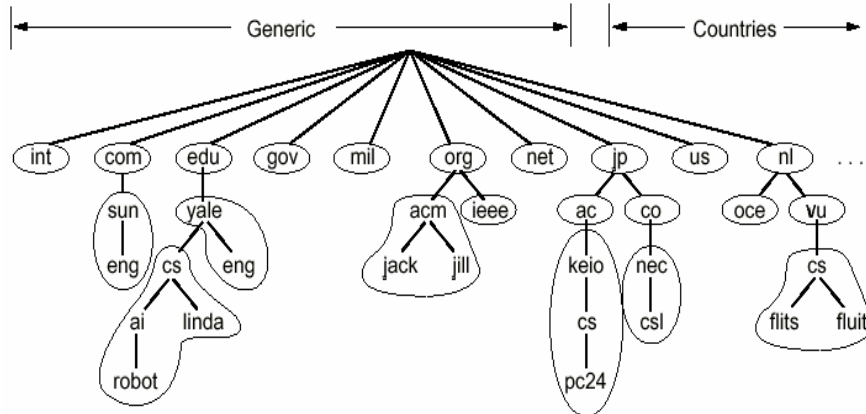 Generic Countries
int com edu gov mil org net jp us nl ...
sun yale acm ieee ac co oce vu
eng cs eng jack jill keio nec cs
ai linda cs csl flits fluit
robot pc24